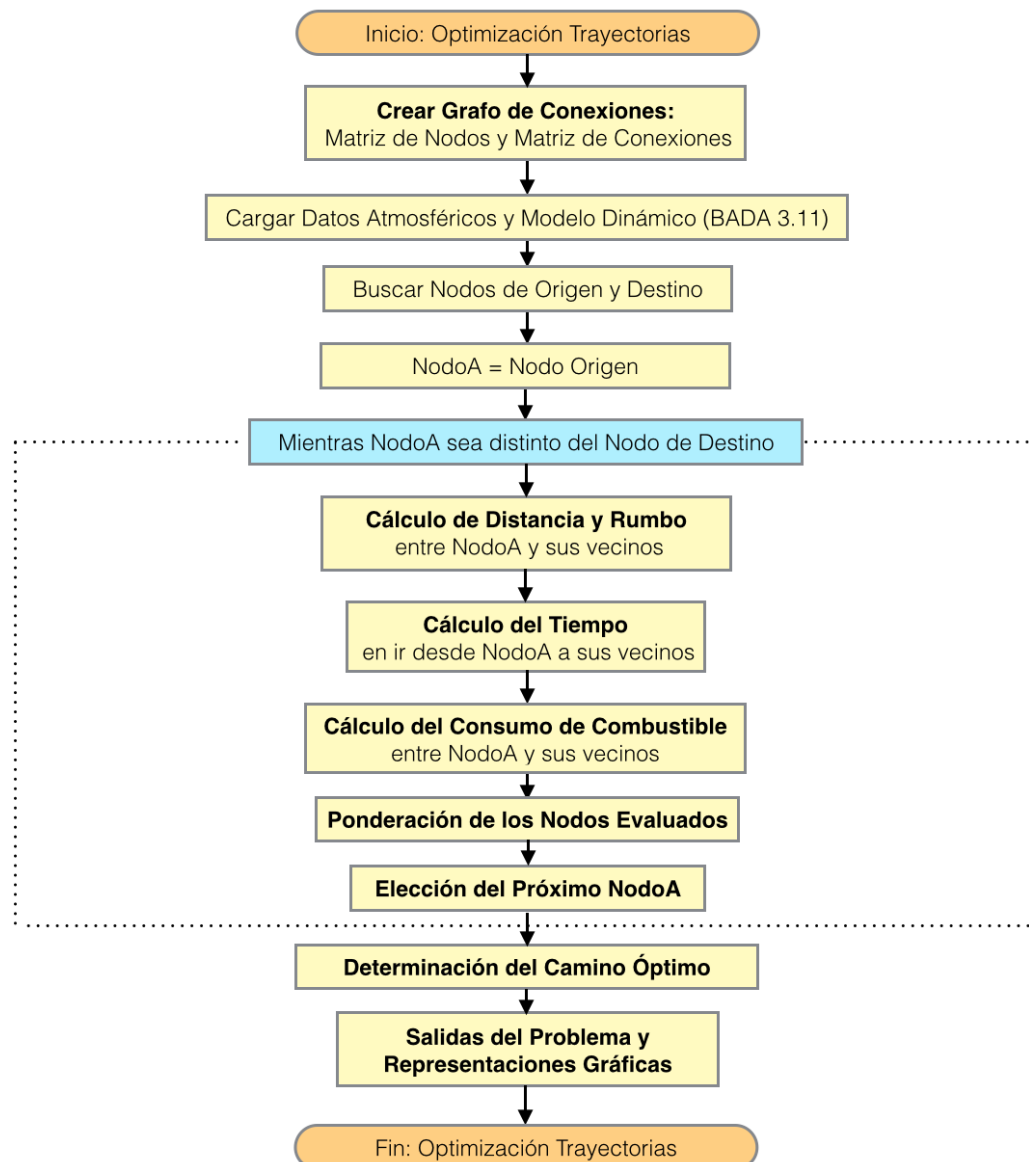 Inicio: Optimización Trayectorias
Crear Grafo de Conexiones:
Matriz de Nodos y Matriz de Conexiones
Cargar Datos Atmosféricos y Modelo Dinámico (BADA 3.11)
Buscar Nodos de Origen y Destino
NodoA = Nodo Origen
Mientras NodoA sea distinto del Nodo de Destino
Cálculo de Distancia y Rumbo
entre NodoA y sus vecinos
Cálculo del Tiempo
en ir desde NodoA a sus vecinos
Cálculo del Consumo de Combustible
entre NodoA y sus vecinos
Ponderación de los Nodos Evaluados
Elección del Próximo NodoA
Determinación del Camino Óptimo
Salidas del Problema y
Representaciones Gráficas
Fin: Optimización Trayectorias